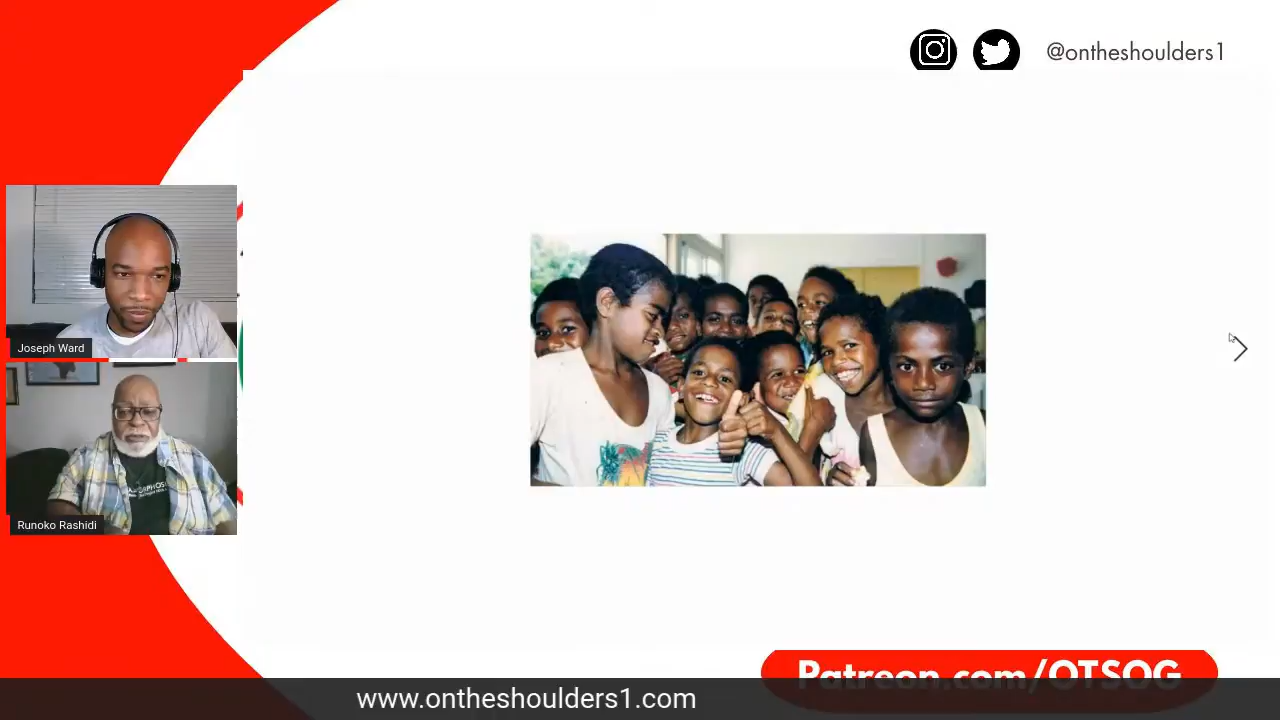 @ontheshoulders1
Joseph Ward
Runoko Rashidi
Patreon.com/OTSOG
www.ontheshoulders1.com